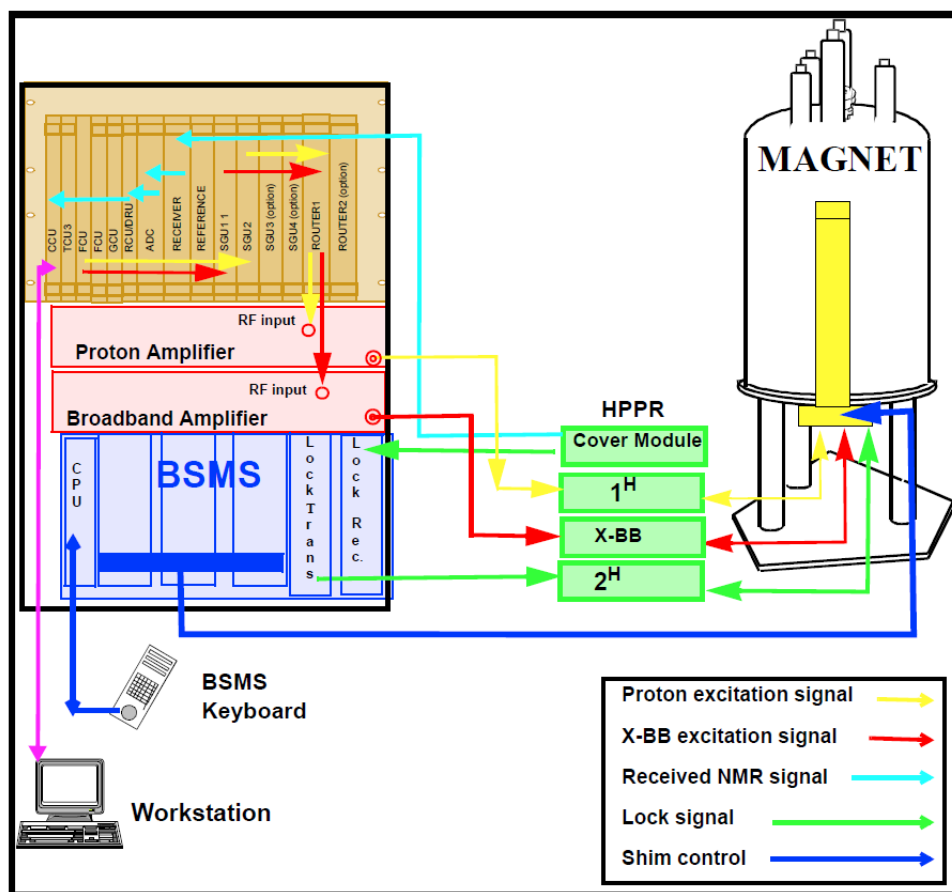 MAGNET
CCU
TCU3
FCU
FCU
GCU
RCU/DRU
ADC
RECEIVER
REFERENCE
SGU1 1
SGU2
SGU3 (option)
SGU4 (option)
ROUTER1
ROUTER2 (option)
RF input
Proton Amplifier
RF input
Broadband Amplifier
HPPR
Cover Module
1H
X-BB
2H
CPU
BSMS
Lock Trans
Lock Rec.
BSMS
Keyboard
Workstation
Proton excitation signal
X-BB excitation signal
Received NMR signal
Lock signal
Shim control